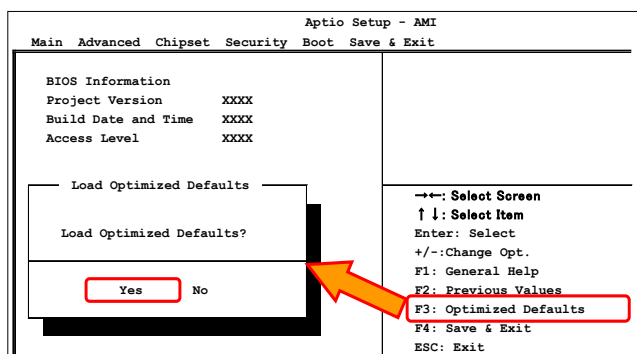 Aptio Setup - AMI
Main Advanced Chipset Security Boot Save & Exit
BIOS Information
Project Version XXXX
Build Date and Time XXXX
Access Level XXXX
Load Optimized Defaults
Load Optimized Defaults?
Yes No
→←: Select Screen
↑↓: Select Item
Enter: Select
+/-:Change Opt.
F1: General Help
F2: Previous Values
F3: Optimized Defaults
F4: Save & Exit
ESC: Exit